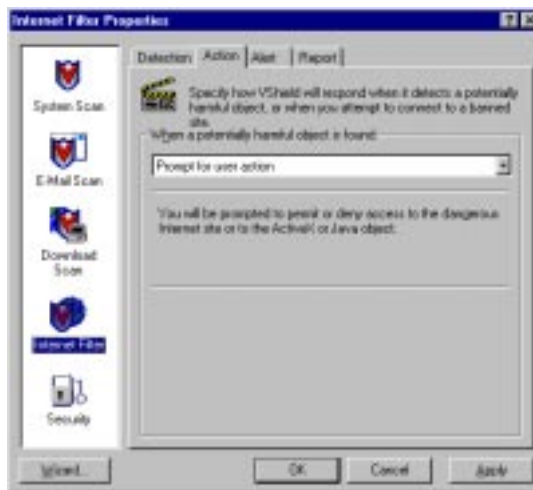 Internet Filter Properties
System Scan
E-Mail Scan
Download
Scan
Internet Filter
Security
Detection Action Alert Report
Specify how VShield will respond when it detects a potentially
harmful object, or when you attempt to connect to a banned
site.
When a potentially harmful object is found:
Prompt for user action
You will be prompted to permit or deny access to the dangerous
Internet site or to the ActiveX or Java object.
Wizard... OK Cancel Apply